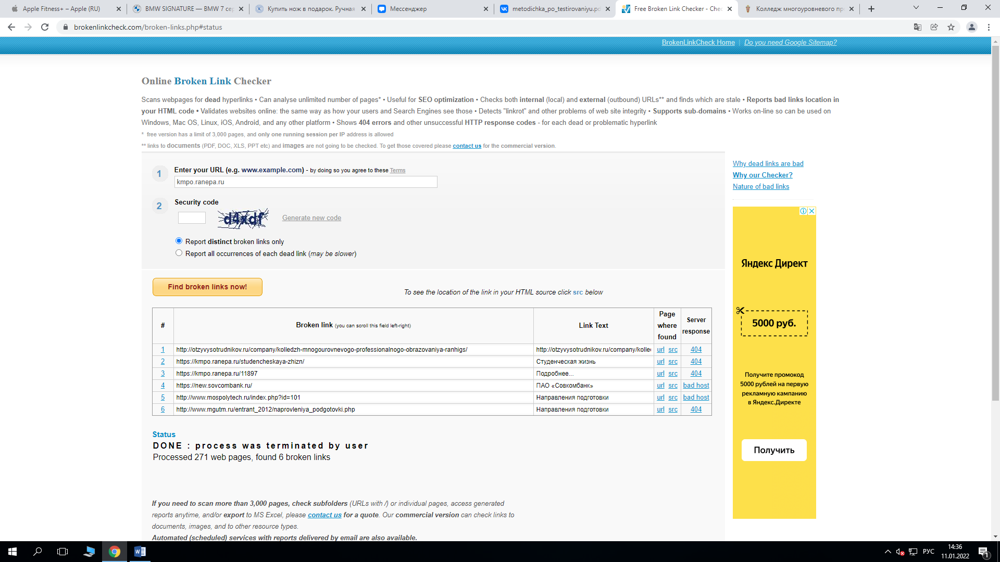 Apple Fitness+ – Apple (RU)
BMW SIGNATURE — BMW 7 сер
Купить нож в подарок. Ручная
Мессенджер
metodichka_po_testirovaniyu.pd
Free Broken Link Checker - Chec
Колледж многоуровневого пр
brokenlinkcheck.com/broken-links.php#status
BrokenLinkCheck Home | Do you need Google Sitemap?
Online Broken Link Checker
Scans webpages for dead hyperlinks • Can analyse unlimited number of pages* • Useful for SEO optimization • Checks both internal (local) and external (outbound) URLs** and finds which are stale • Reports bad links location in
your HTML code • Validates websites online: the same way as how your users and Search Engines see those • Detects "linkrot" and other problems of web site integrity • Supports sub-domains • Works on-line so can be used on
Windows, Mac OS, Linux, iOS, Android, and any other platform • Shows 404 errors and other unsuccessful HTTP response codes - for each dead or problematic hyperlink
* free version has a limit of 3,000 pages, and only one running session per IP address is allowed
** links to documents (PDF, DOC, XLS, PPT etc) and images are not going to be checked. To get those covered please contact us for the commercial version.
1 Enter your URL (e.g. www.example.com) - by doing so you agree to these Terms
kmpo.ranepa.ru
2 Security code
d4xdf Generate new code
Report distinct broken links only
Report all occurrences of each dead link (may be slower)
Find broken links now!
To see the location of the link in your HTML source click src below
# Broken link (you can scroll this field left-right) Link Text Page where found Server response
1 http://otzyvysotrudnikov.ru/company/kolledzh-mnogourovnevogo-professionalnogo-obrazovaniya-ranhigs/ http://otzyvysotrudnikov.ru/company/kolle url src 404
2 https://kmpo.ranepa.ru/studencheskaya-zhizn/ Студенческая жизнь url src 404
3 https://kmpo.ranepa.ru/11897 Подробнее... url src 404
4 https://new.sovcombank.ru/ ПАО «Совкомбанк» url src bad host
5 http://www.mospolytech.ru/index.php?id=101 Направления подготовки url src bad host
6 http://www.mgutm.ru/entrant_2012/naprovleniya_podgotovki.php Направления подготовки url src 404
Status
DONE : process was terminated by user
Processed 271 web pages, found 6 broken links
If you need to scan more than 3,000 pages, check subfolders (URLs with /) or individual pages, access generated
reports anytime, and/or export to MS Excel, please contact us for a quote. Our commercial version can check links to
documents, images, and to other resource types.
Automated (scheduled) services with reports delivered by email are also available.
Why dead links are bad
Why our Checker?
Nature of bad links
Яндекс Директ
5000 руб.
Получите промокод
5000 рублей на первую
рекламную кампанию
в Яндекс.Директе
Получить
РУС
14:36
11.01.2022
1